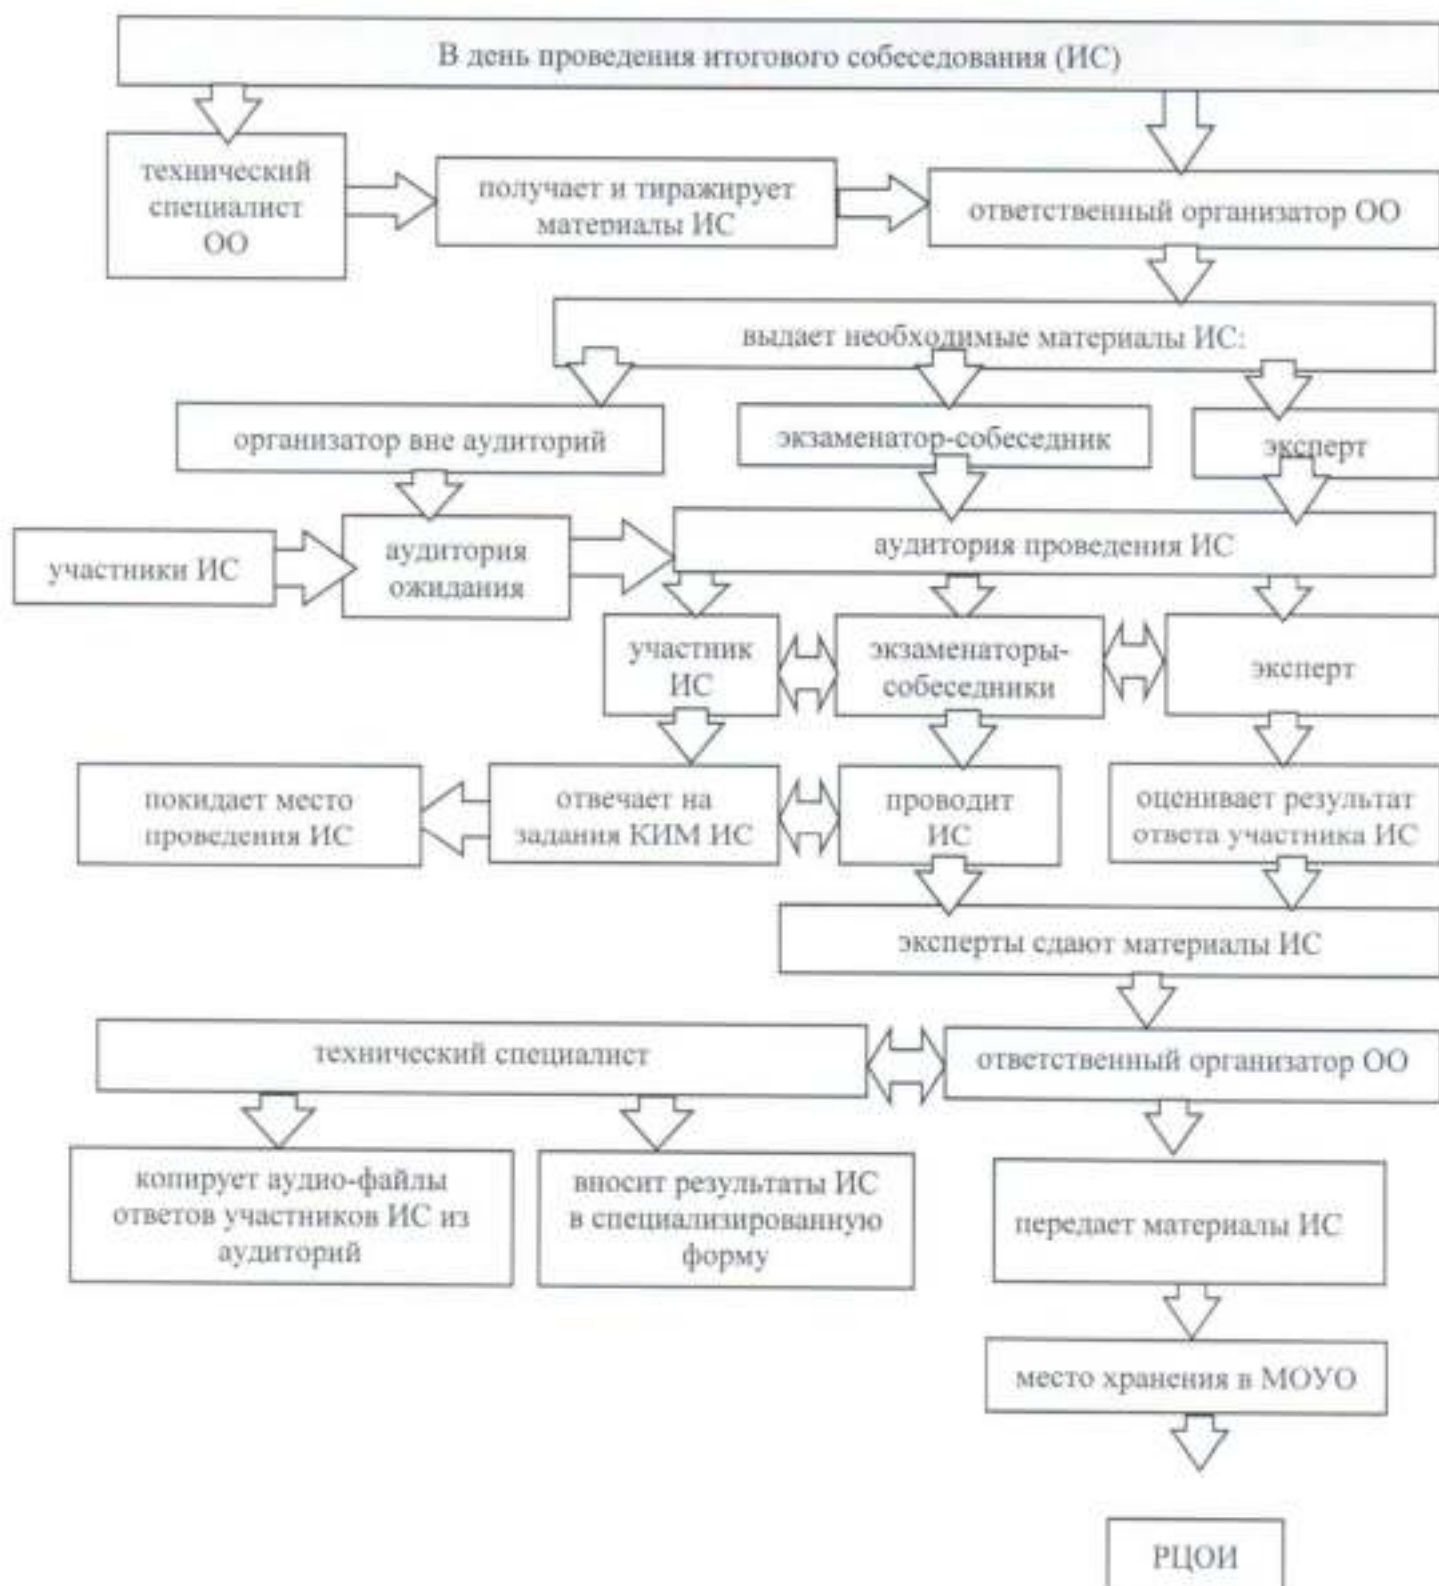 В день проведения итогового собеседования (ИС)
технический
специалист
ОО
получает и тиражирует
материалы ИС
ответственный организатор ОО
выдает необходимые материалы ИС:
организатор вне аудиторий
экзаменатор-собеседник
эксперт
участники ИС
аудитория
ожидания
аудитория проведения ИС
участник
ИС
экзаменаторы-
собеседники
эксперт
покидает место
проведения ИС
отвечает на
задания КИМ ИС
проводит
ИС
оценивает результат
ответа участника ИС
эксперты сдают материалы ИС
технический специалист
ответственный организатор ОО
копирует аудио-файлы
ответов участников ИС из
аудиторий
вносит результаты ИС
в специализированную
форму
передает материалы ИС
место хранения в МОУО
РЦОИ